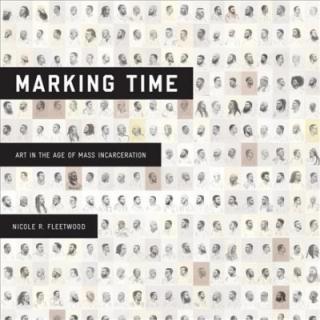 MARKING TIME
ART IN THE AGE OF MASS INCARCERATION
NICOLE R. FLEETWOOD